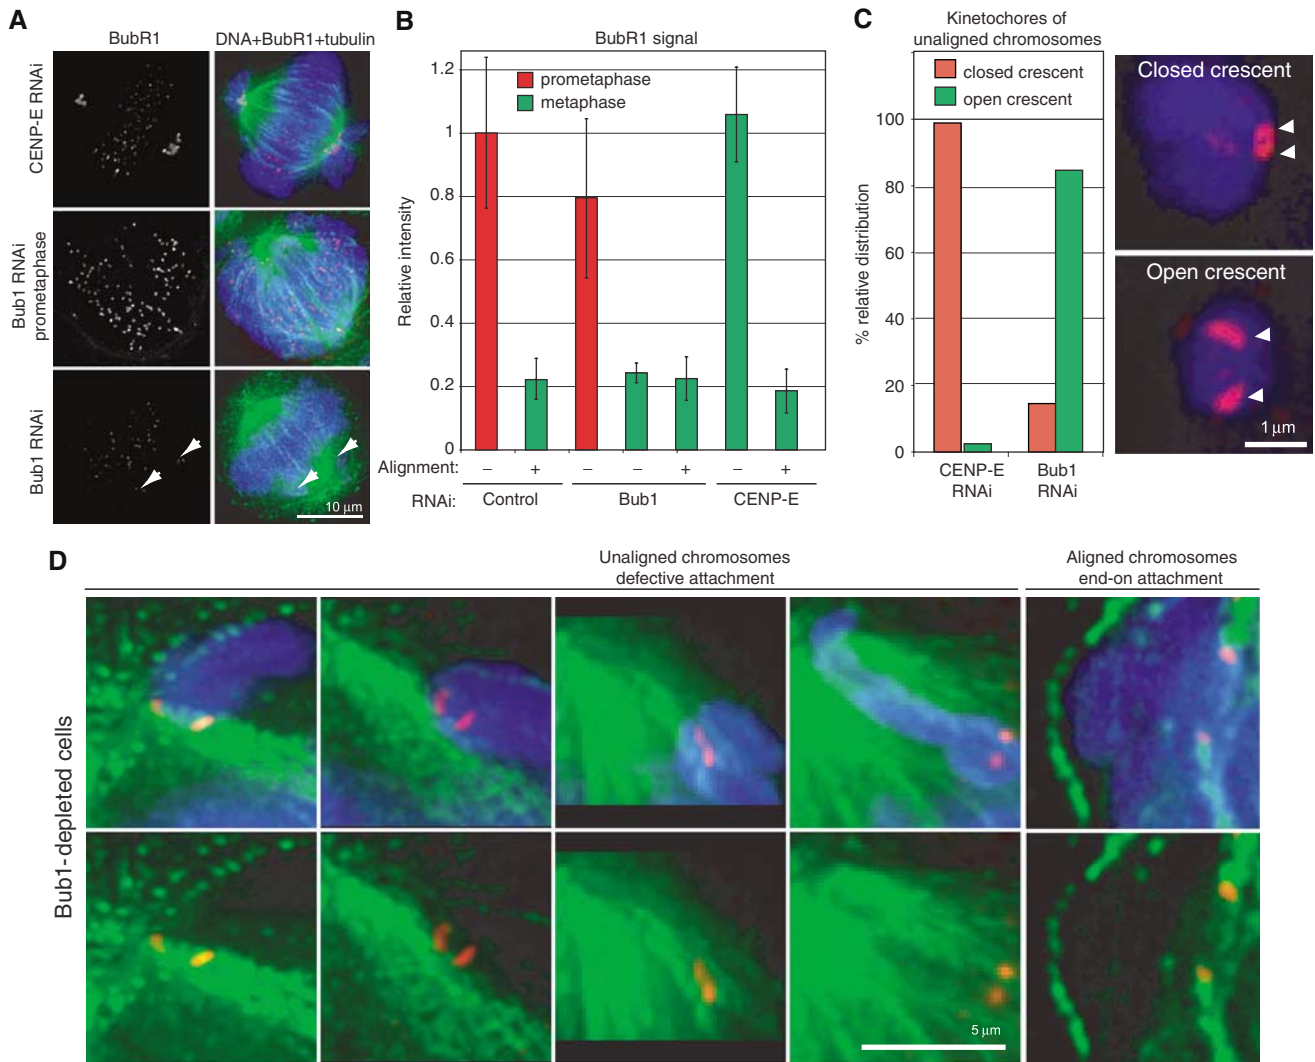 A
BubR1
DNA+BubR1+tubulin
CENP-E RNAi
Bub1 RNAi
prometaphase
Bub1 RNAi
10 µm
B
BubR1 signal
prometaphase
metaphase
Relative intensity
1.2
1
0.8
0.6
0.4
0.2
0
Alignment: – + – – + – +
RNAi: Control Bub1 CENP-E
C
Kinetochores of
unaligned chromosomes
closed crescent
open crescent
% relative distribution
100
80
60
40
20
0
CENP-E
RNAi
Bub1
RNAi
Closed crescent
Open crescent
1 µm
D
Unaligned chromosomes
defective attachment
Aligned chromosomes
end-on attachment
Bub1-depleted cells
5 µm